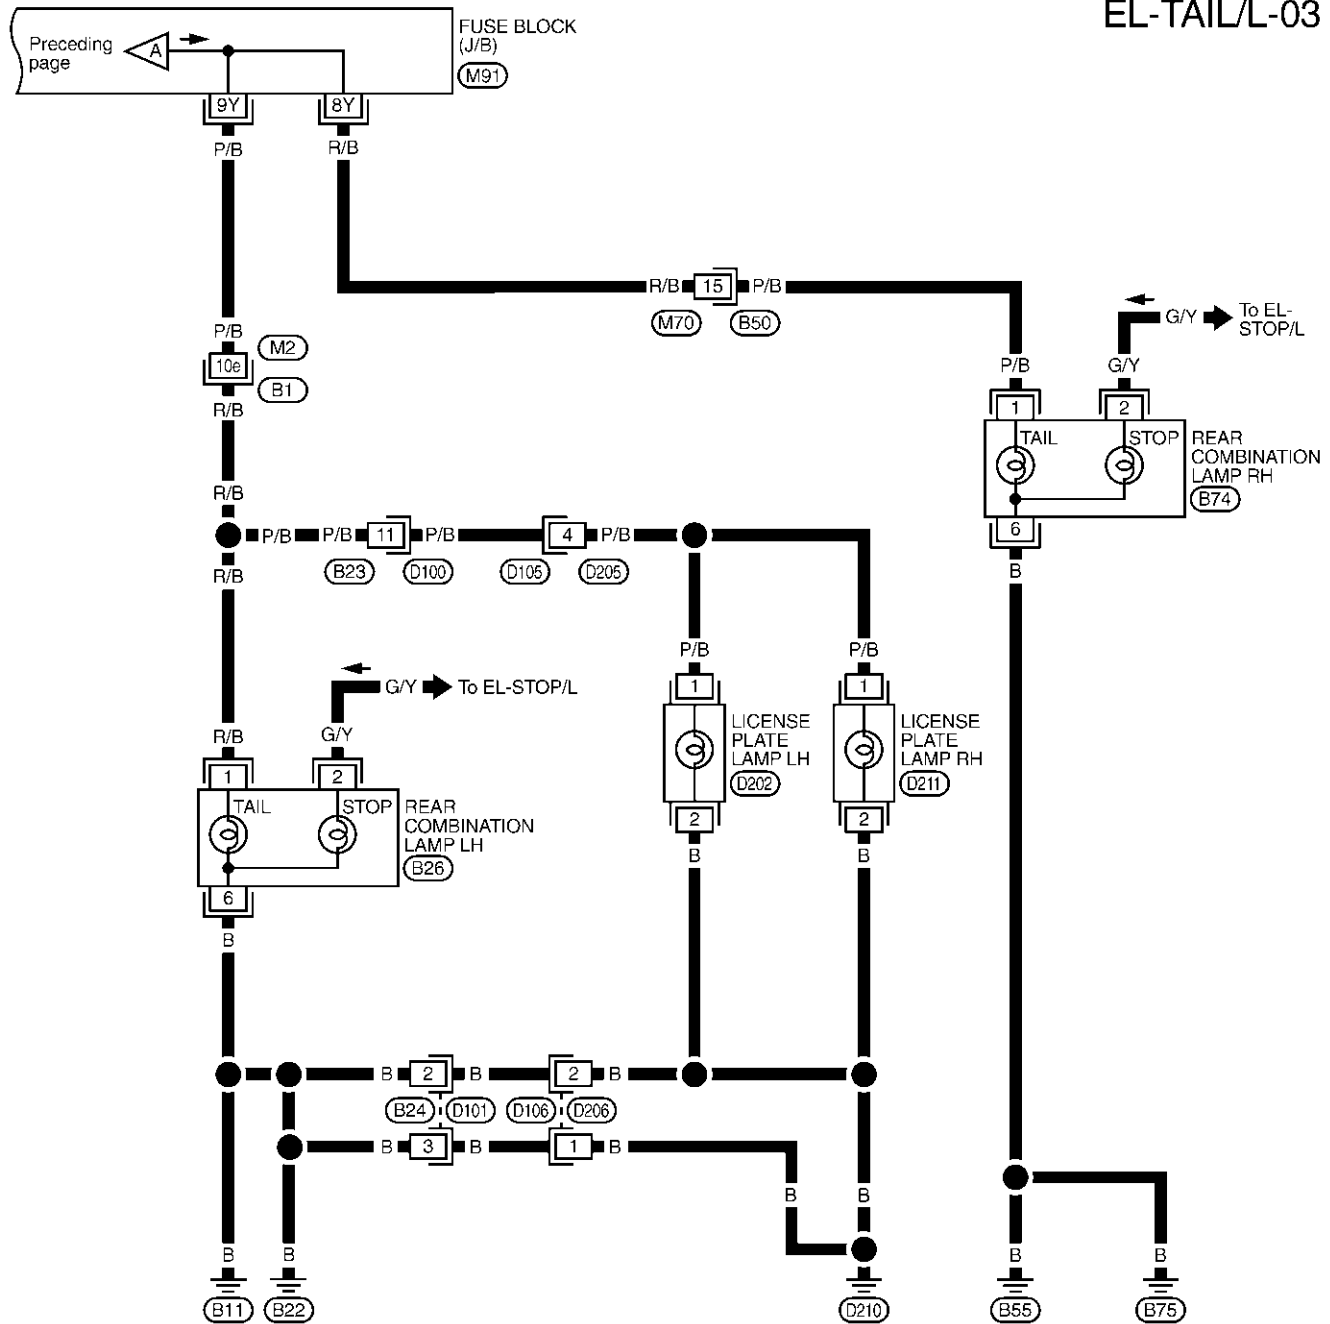 EL-TAIL/L-03
Preceding
page
A
FUSE BLOCK
(J/B)
M91
9Y
8Y
P/B
R/B
R/B
15
P/B
M70
B50
G/Y
To EL-
STOP/L
P/B
M2
10e
B1
R/B
P/B
G/Y
1
2
TAIL
STOP
REAR
COMBINATION
LAMP RH
B74
6
B
R/B
P/B
P/B
11
P/B
4
P/B
B23
D100
D105
D205
R/B
P/B
P/B
G/Y
To EL-STOP/L
1
1
R/B
G/Y
LICENSE
PLATE
LAMP LH
D202
LICENSE
PLATE
LAMP RH
D211
1
2
TAIL
STOP
REAR
COMBINATION
LAMP LH
B26
2
2
B
B
6
B
B
2
B
2
B
B24
D101
D106
D206
B
3
B
1
B
B
B
B
B
B
B
B11
B22
D210
B55
B75